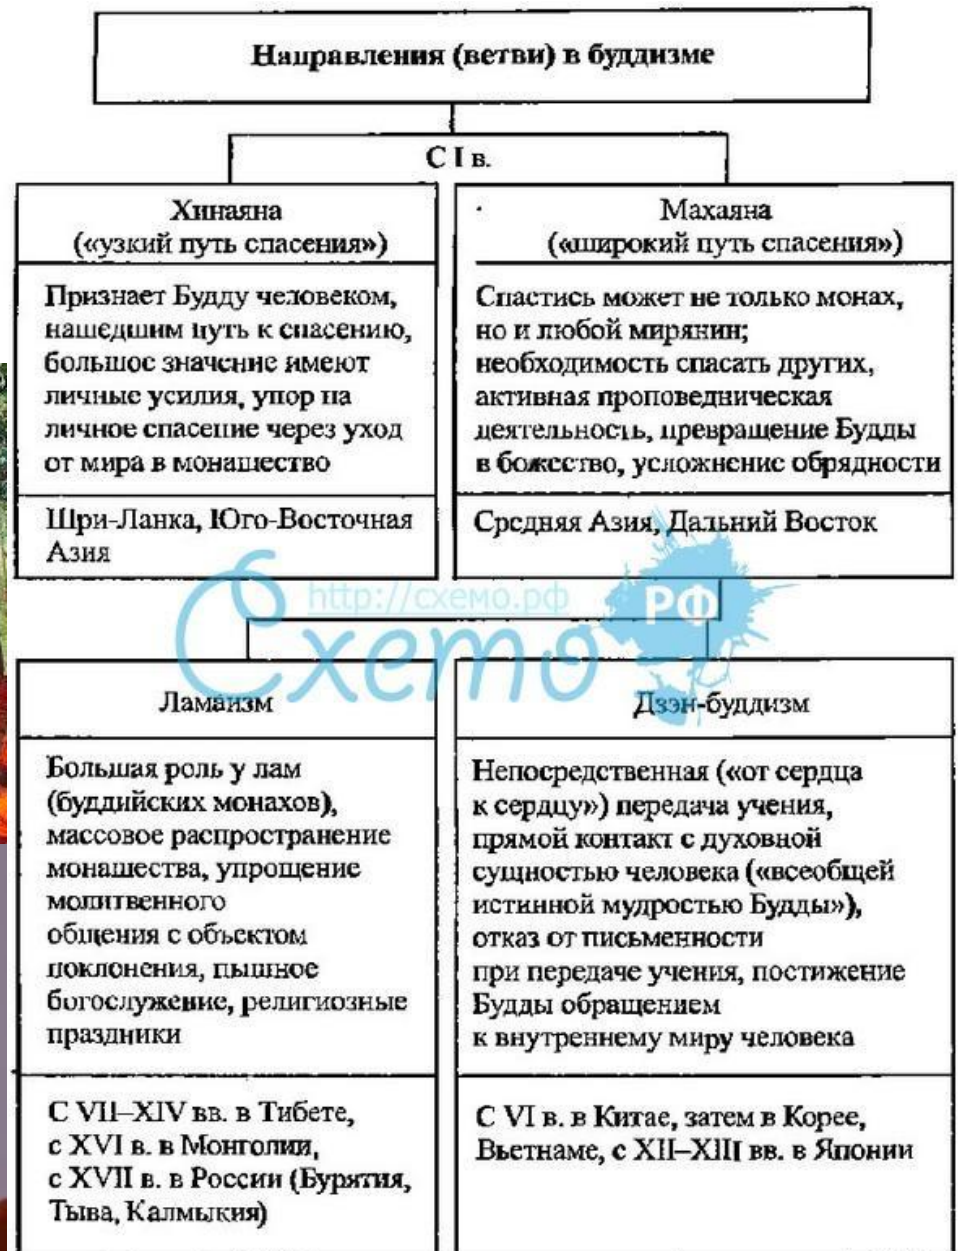 Направления (ветви) в буддизме
С I в.
Хинаяна
(«узкий путь спасения»)
Признает Будду человеком,
нашедшим путь к спасению,
большое значение имеют
личные усилия, упор на
личное спасение через уход
от мира в монашество
Шри-Ланка, Юго-Восточная
Азия
Махаяна
(«широкий путь спасения»)
Спастись может не только монах,
но и любой мирянин;
необходимость спасать других,
активная проповедническая
деятельность, превращение Будды
в божество, усложнение обрядности
Средняя Азия, Дальний Восток
http://схемо.рф
Схемо
РФ
Ламаизм
Большая роль у лам
(буддийских монахов),
массовое распространение
монашества, упрощение
молитвенного
общения с объектом
поклонения, пышное
богослужение, религиозные
праздники
С VII–XIV вв. в Тибете,
с XVI в. в Монголии,
с XVII в. в России (Бурятия,
Тыва, Калмыкия)
Дзэн-буддизм
Непосредственная («от сердца
к сердцу») передача учения,
прямой контакт с духовной
сущностью человека («всеобщей
истинной мудростью Будды»),
отказ от письменности
при передаче учения, постижение
Будды обращением
к внутреннему миру человека
С VI в. в Китае, затем в Корее,
Вьетнаме, с XII–XIII вв. в Японии